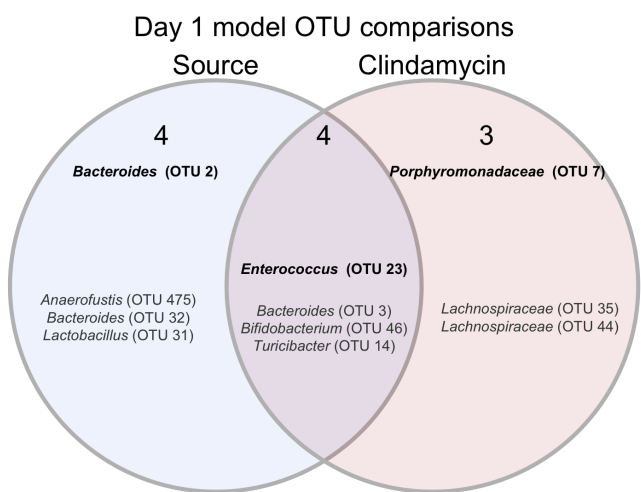 Day 1 model OTU comparisons
Source
Clindamycin
4
4
3
Bacteroides (OTU 2)
Porphyromonadaceae (OTU 7)
Enterococcus (OTU 23)
Anaerofustis (OTU 475)
Bacteroides (OTU 32)
Lactobacillus (OTU 31)
Bacteroides (OTU 3)
Bifidobacterium (OTU 46)
Turicibacter (OTU 14)
Lachnospiraceae (OTU 35)
Lachnospiraceae (OTU 44)